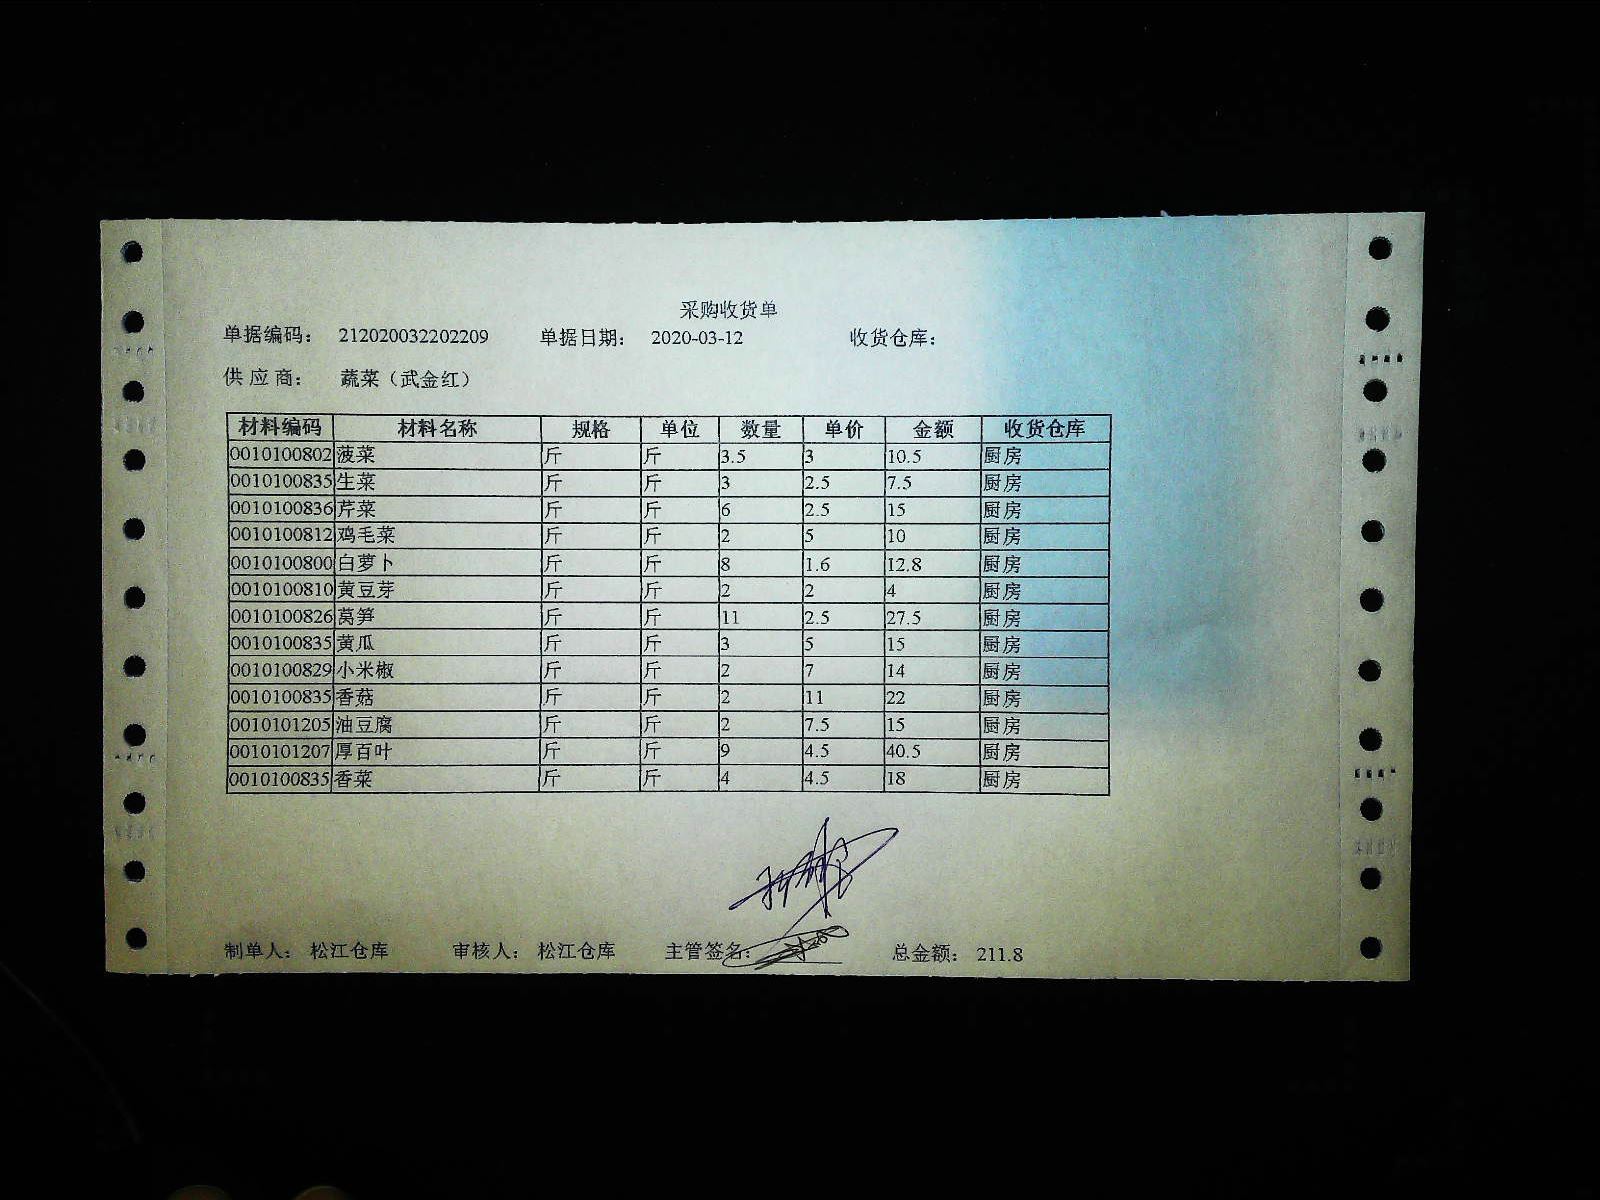 采购收货单
单据编码： 212020032202209 单据日期： 2020-03-12 收货仓库：
供 应 商： 蔬菜（武金红）
材料编码 材料名称 规格 单位 数量 单价 金额 收货仓库
0010100802 菠菜 斤 斤 3.5 3 10.5 厨房
0010100835 生菜 斤 斤 3 2.5 7.5 厨房
0010100836 芹菜 斤 斤 6 2.5 15 厨房
0010100812 鸡毛菜 斤 斤 2 5 10 厨房
0010100800 白萝卜 斤 斤 8 1.6 12.8 厨房
0010100810 黄豆芽 斤 斤 2 2 4 厨房
0010100826 莴笋 斤 斤 11 2.5 27.5 厨房
0010100835 黄瓜 斤 斤 3 5 15 厨房
0010100829 小米椒 斤 斤 2 7 14 厨房
0010100835 香菇 斤 斤 2 11 22 厨房
0010101205 油豆腐 斤 斤 2 7.5 15 厨房
0010101207 厚百叶 斤 斤 9 4.5 40.5 厨房
0010100835 香菜 斤 斤 4 4.5 18 厨房
制单人： 松江仓库 审核人： 松江仓库 主管签名： 总金额： 211.8